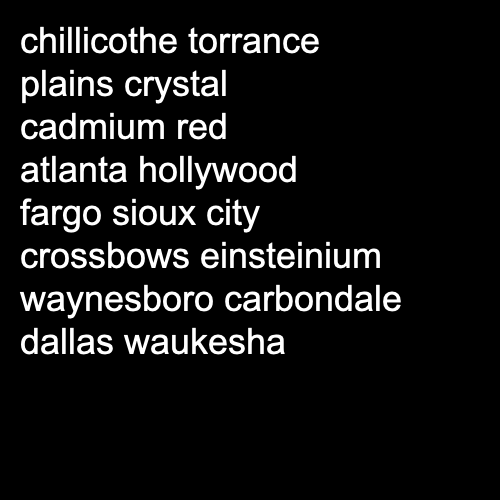 chillicothe torrance
plains crystal
cadmium red
atlanta hollywood
fargo sioux city
crossbows einsteinium
waynesboro carbondale
dallas waukesha